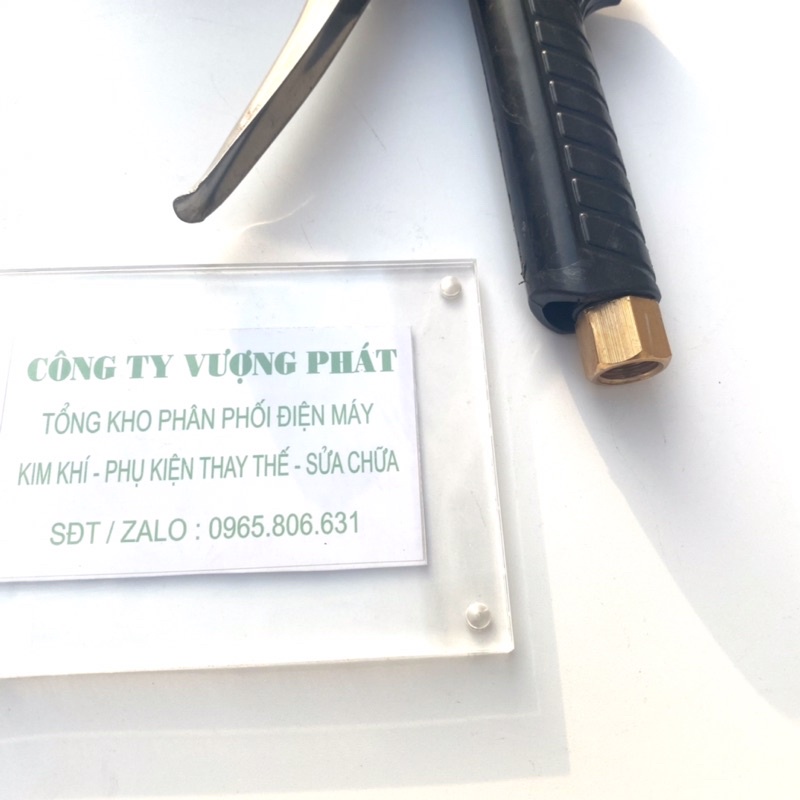 CÔNG TY VƯỢNG PHÁT
TỔNG KHO PHÂN PHỐI ĐIỆN MÁY
KIM KHÍ - PHỤ KIỆN THAY THẾ - SỬA CHỮA
SĐT / ZALO : 0965.806.631